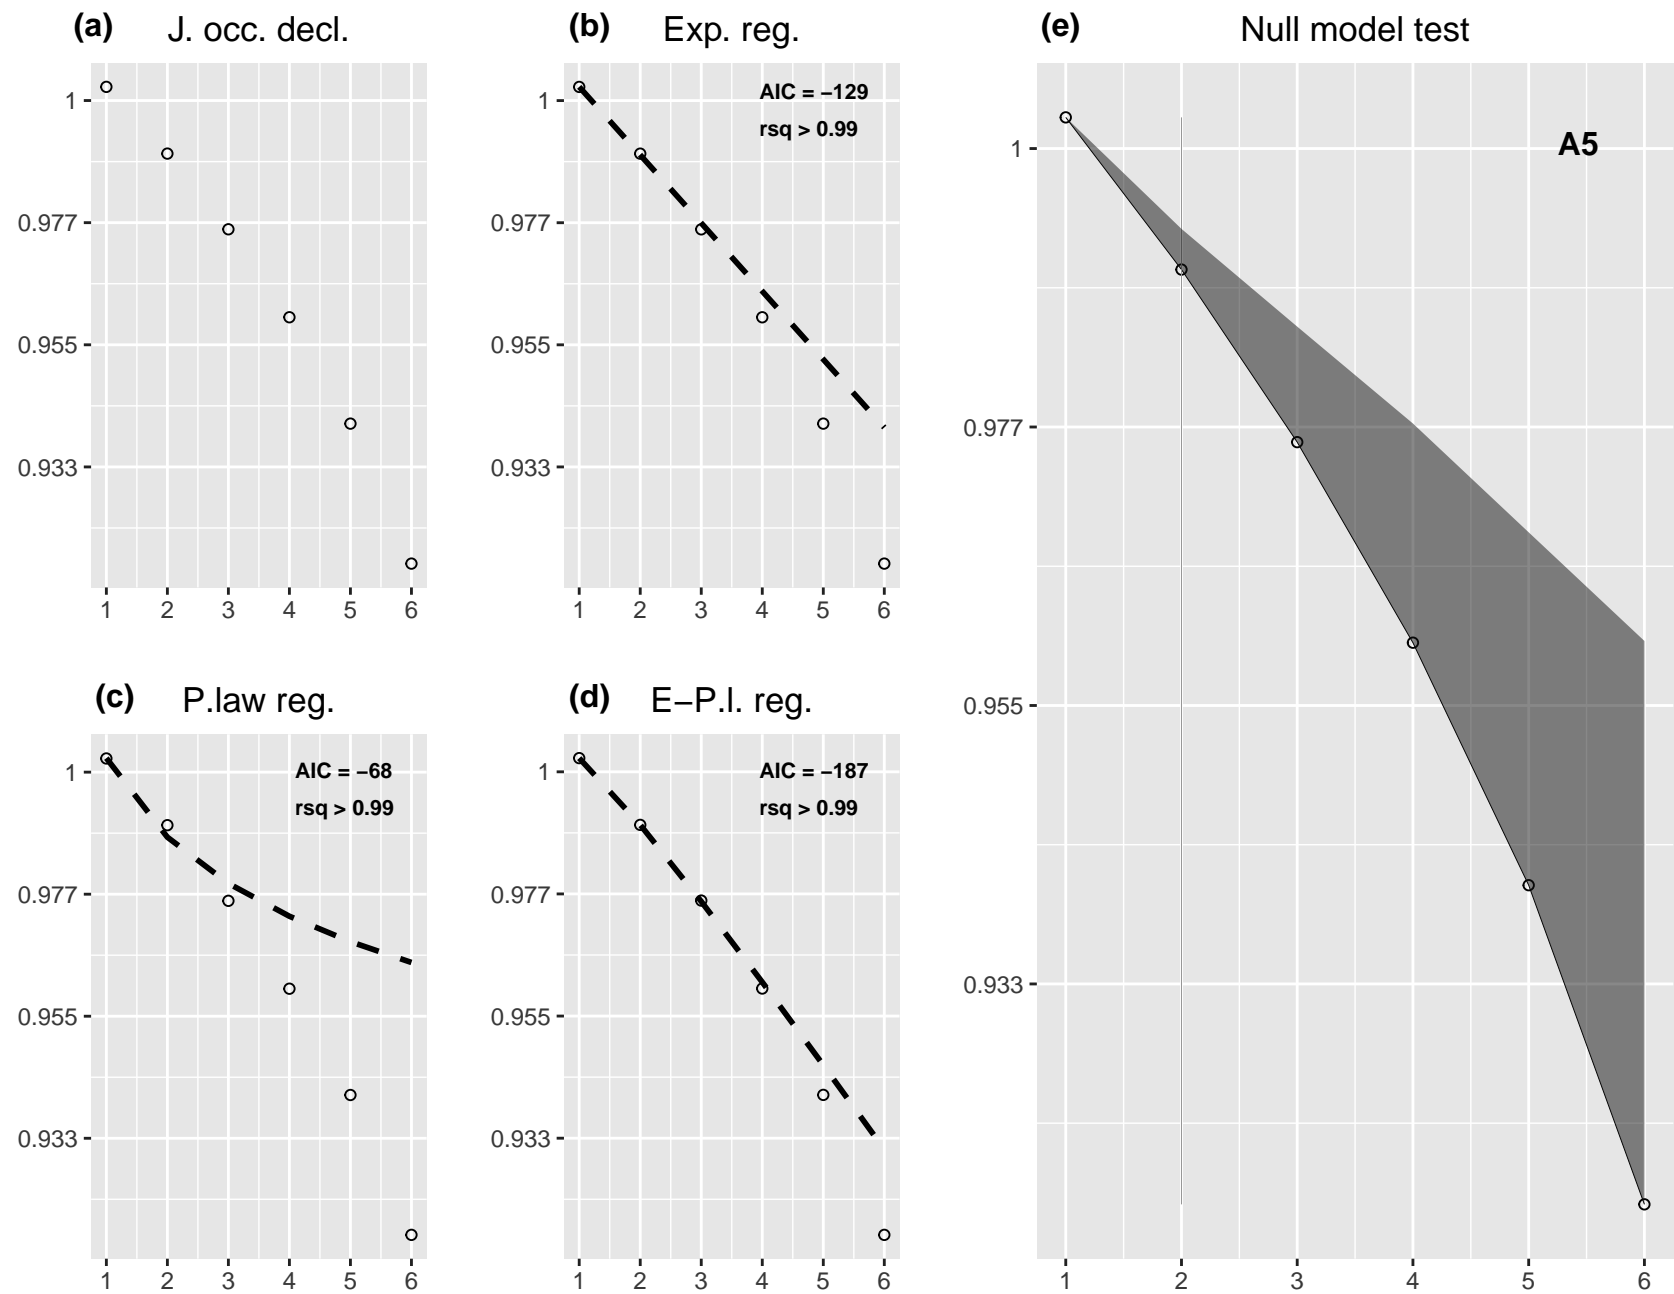 (a) J. occ. decl.
1
0.977
0.955
0.933
1 2 3 4 5 6
(b) Exp. reg.
AIC = −129
rsq > 0.99
1
0.977
0.955
0.933
1 2 3 4 5 6
(c) P.law reg.
AIC = −68
rsq > 0.99
1
0.977
0.955
0.933
1 2 3 4 5 6
(d) E−P.l. reg.
AIC = −187
rsq > 0.99
1
0.977
0.955
0.933
1 2 3 4 5 6
(e) Null model test
A5
1
0.977
0.955
0.933
1 2 3 4 5 6